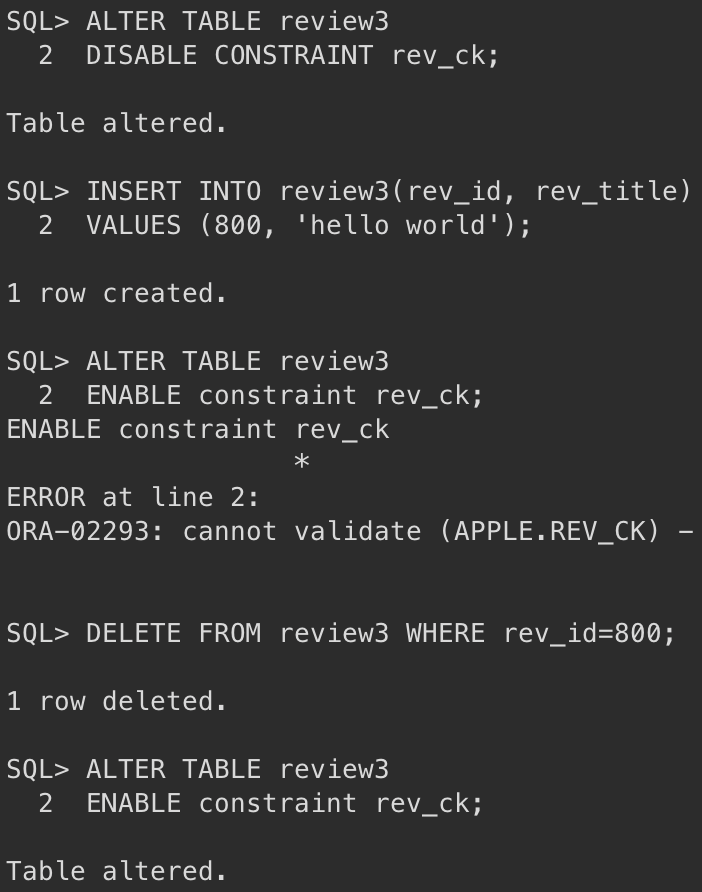 SQL> ALTER TABLE review3
  2  DISABLE CONSTRAINT rev_ck;
Table altered.
SQL> INSERT INTO review3(rev_id, rev_title)
  2  VALUES (800, 'hello world');
1 row created.
SQL> ALTER TABLE review3
  2  ENABLE constraint rev_ck;
ENABLE constraint rev_ck
                  *
ERROR at line 2:
ORA-02293: cannot validate (APPLE.REV_CK) -
SQL> DELETE FROM review3 WHERE rev_id=800;
1 row deleted.
SQL> ALTER TABLE review3
  2  ENABLE constraint rev_ck;
Table altered.